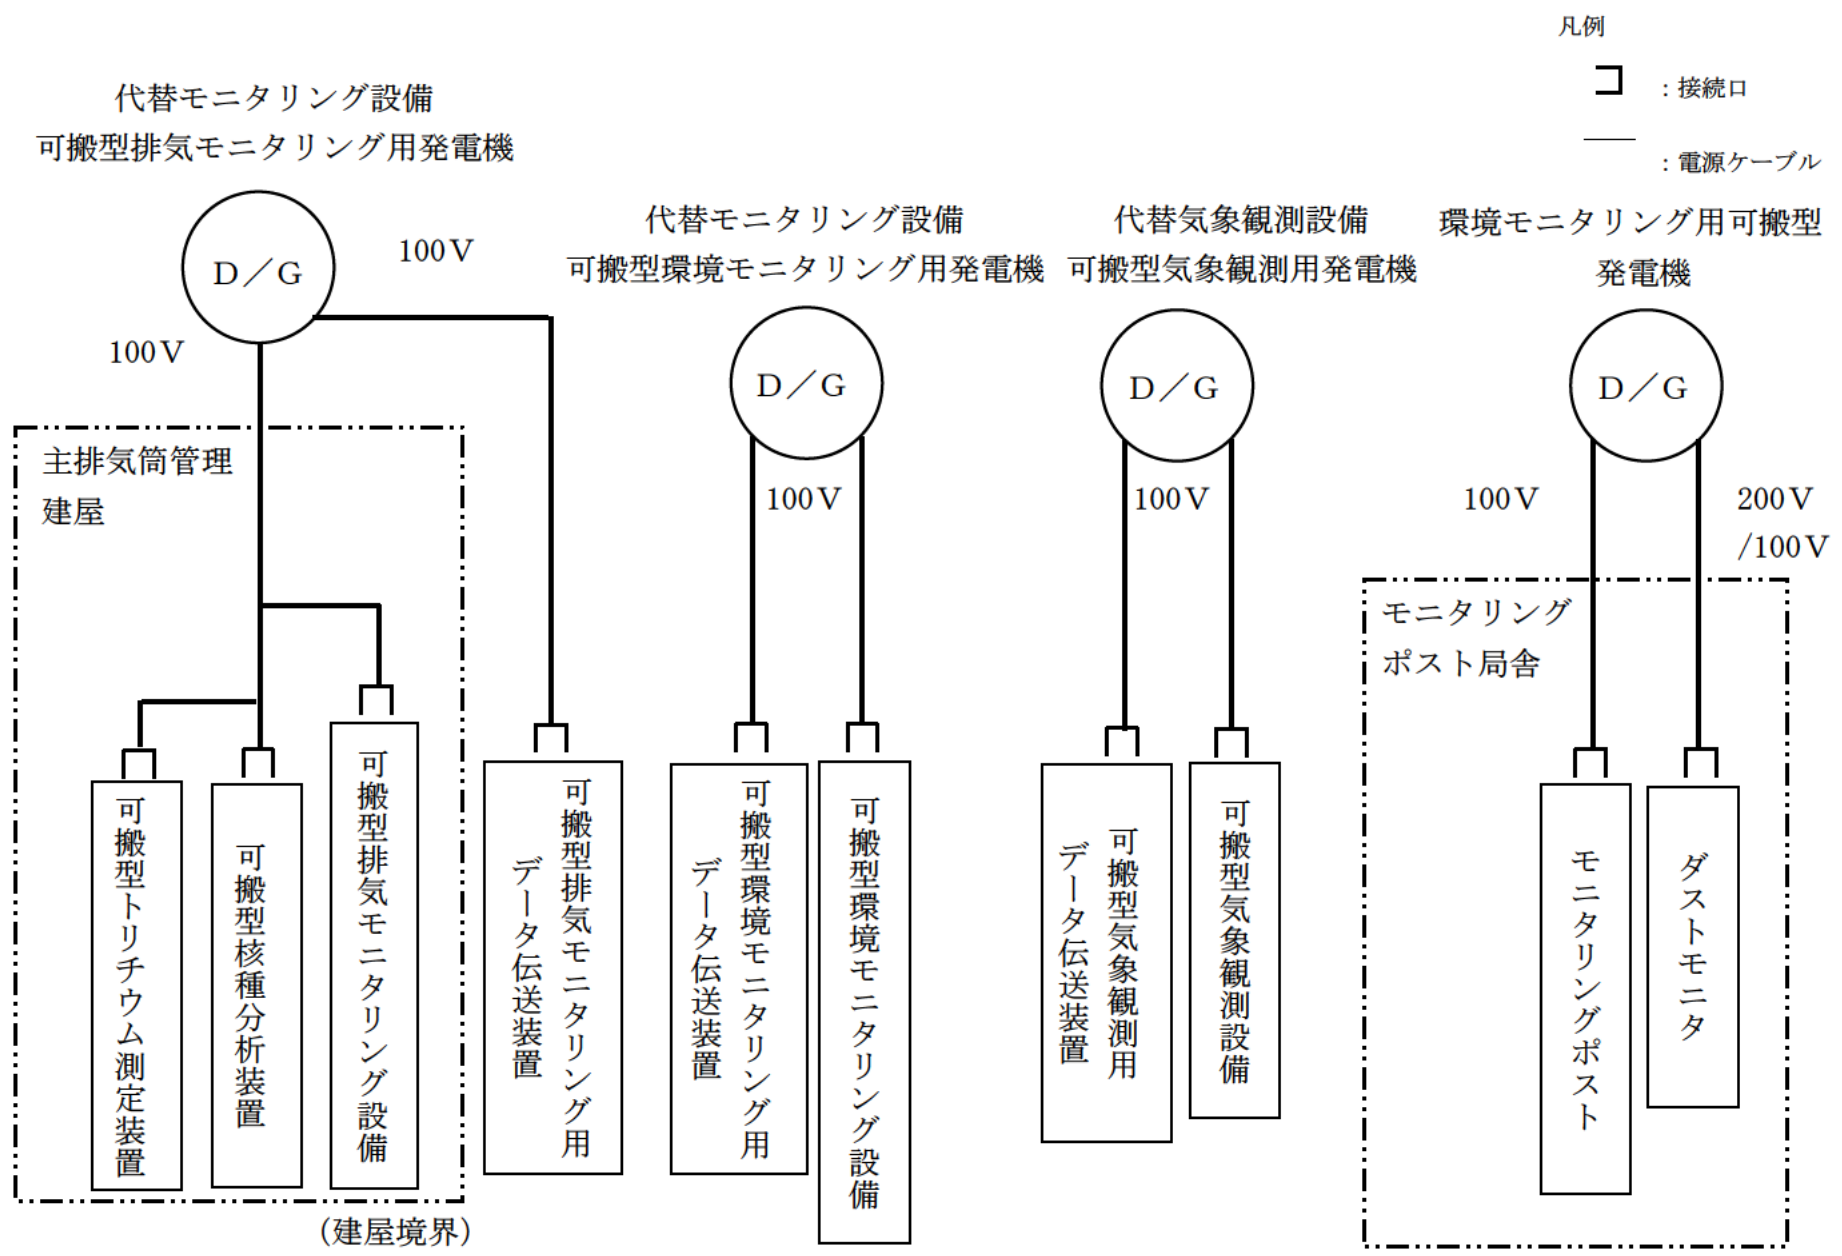 凡例
：接続口
：電源ケーブル
代替モニタリング設備
可搬型排気モニタリング用発電機
D／G
100V
100V
主排気筒管理
建屋
可搬型トリチウム測定装置
可搬型核種分析装置
可搬型排気モニタリング設備
（建屋境界）
可搬型排気モニタリング用
データ伝送装置
代替モニタリング設備
可搬型環境モニタリング用発電機
D／G
100V
可搬型環境モニタリング用
データ伝送装置
可搬型環境モニタリング設備
代替気象観測設備
可搬型気象観測用発電機
D／G
100V
可搬型気象観測用
データ伝送装置
可搬型気象観測設備
環境モニタリング用可搬型
発電機
D／G
100V
200V
/100V
モニタリング
ポスト局舎
モニタリングポスト
ダストモニタ